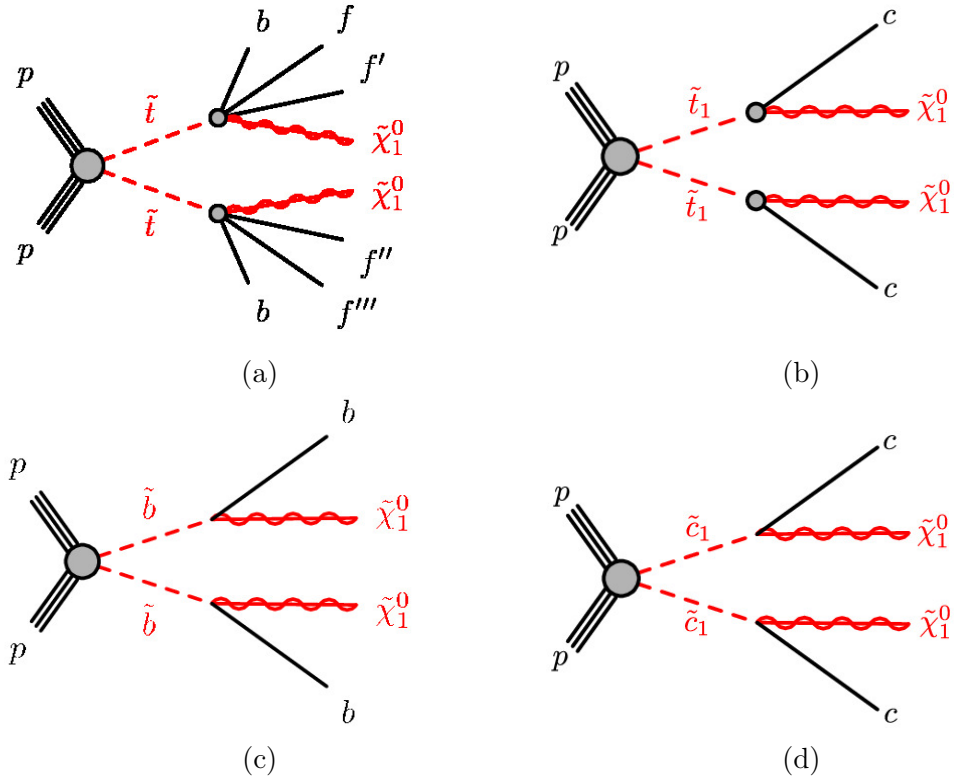 b f
p f′
t̃ χ̃₁⁰
χ̃₁⁰
t̃
p f″
b f‴
(a)
c
p
t̃₁ χ̃₁⁰
t̃₁ χ̃₁⁰
p
c
(b)
b
p
b̃ χ̃₁⁰
b̃ χ̃₁⁰
p
b
(c)
c
p
c̃₁ χ̃₁⁰
c̃₁ χ̃₁⁰
p
c
(d)